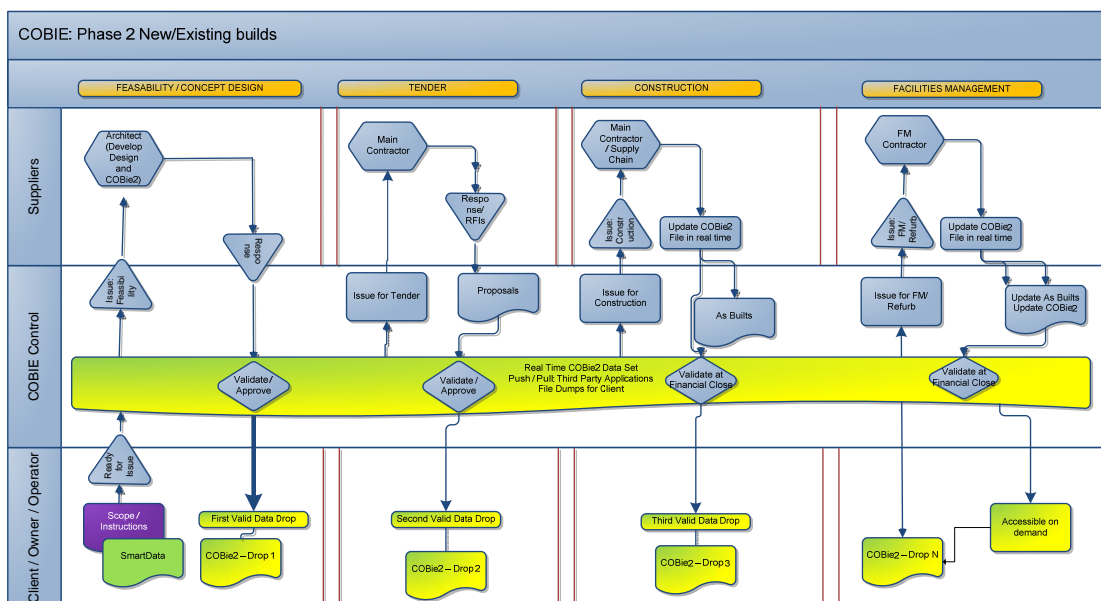 COBIE: Phase 2 New/Existing builds
FEASABILITY / CONCEPT DESIGN
TENDER
CONSTRUCTION
FACILITIES MANAGEMENT
Suppliers
Architect
(Develop
Design
and
COBie2)
Respo
nse
Main
Contractor
Respo
nse/
RFIs
Main
Contractor
/ Supply
Chain
Issue:
Constr
uction
Update COBie2
File in real time
FM
Contractor
Issue:
FM/
Refurb
Update COBie2
File in real time
COBIE Control
Issue:
Feasibi
lity
Issue for Tender
Proposals
Issue for
Construction
As Builts
Issue for FM/
Refurb
Update As Builts
Update COBie2
Validate /
Approve
Validate /
Approve
Real Time COBie2 Data Set
Push / Pull: Third Party Applications
File Dumps for Client
Validate at
Financial Close
Validate at
Financial Close
Client / Owner / Operator
Ready
for
Issue
Scope /
Instructions
SmartData
First Valid Data Drop
COBie2 – Drop 1
Second Valid Data Drop
COBie2 – Drop 2
Third Valid Data Drop
COBie2 – Drop 3
COBie2 – Drop N
Accessible on
demand